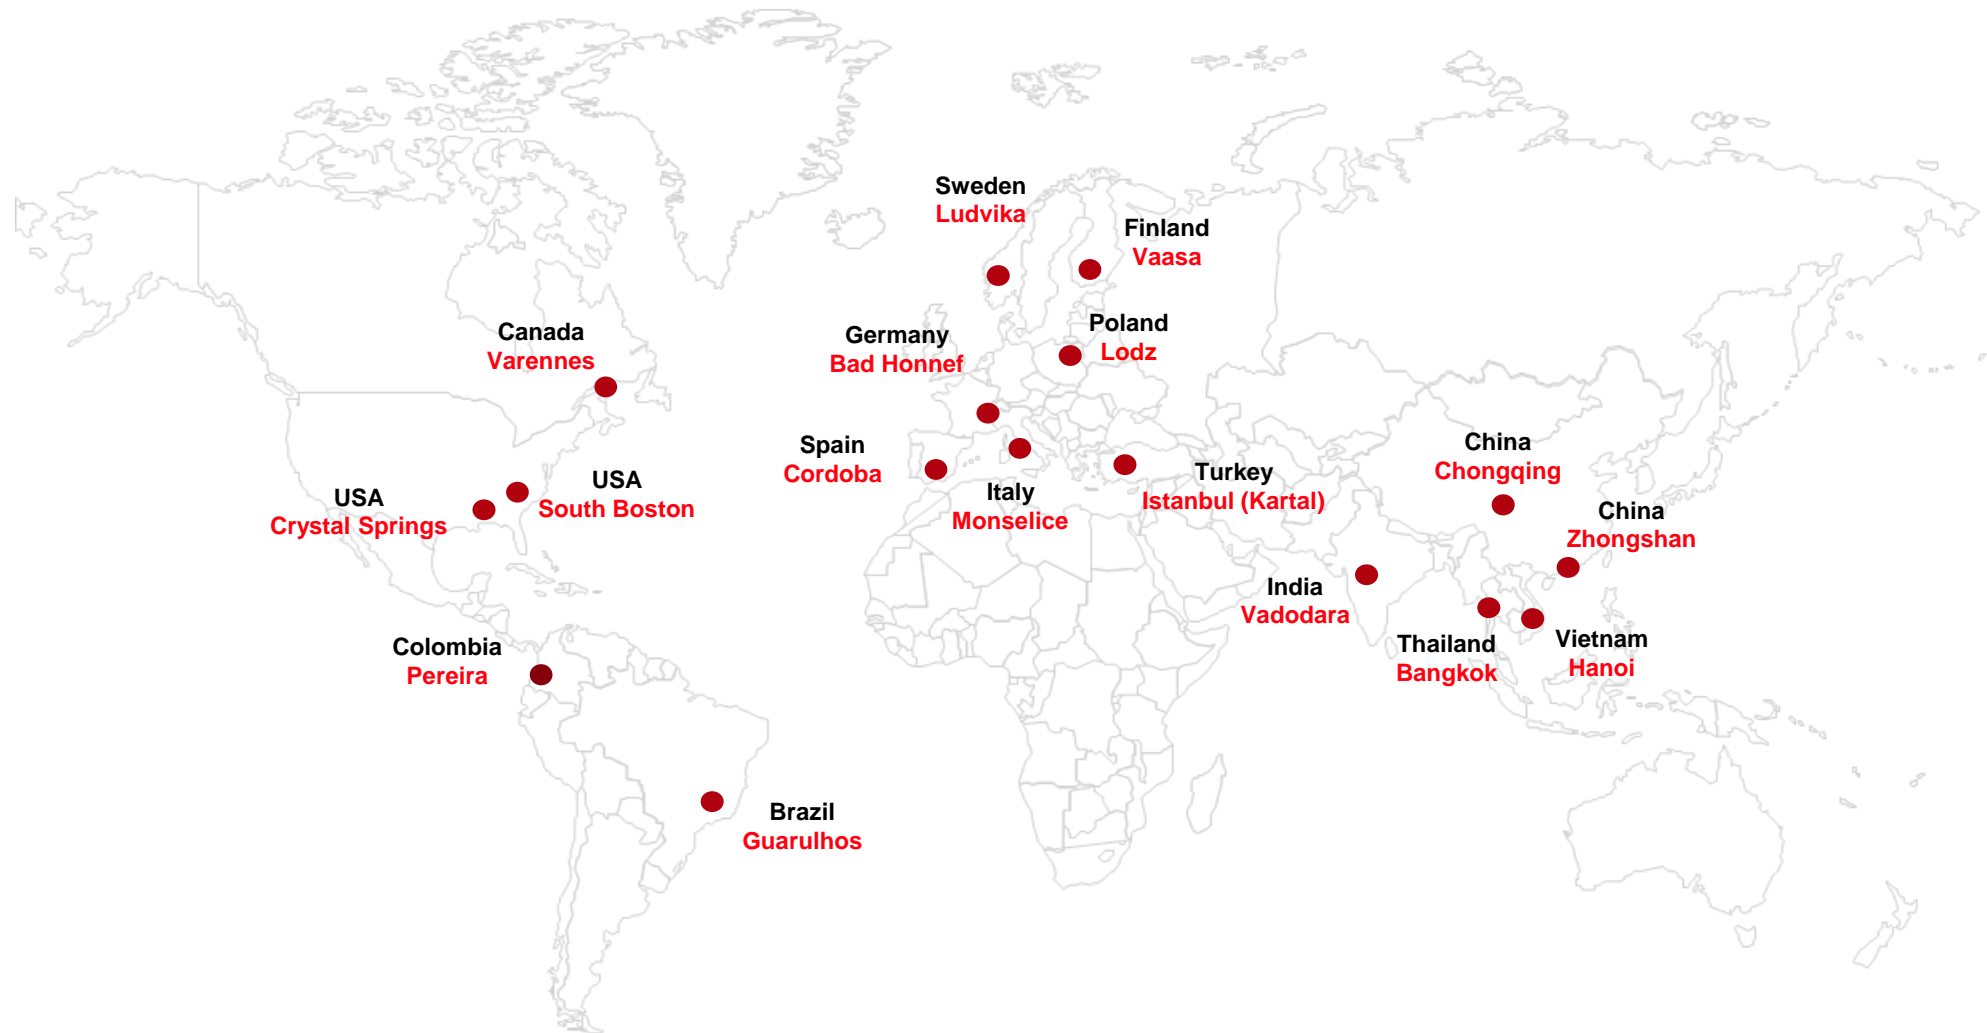 Sweden
Ludvika
Finland
Vaasa
Canada
Varennes
Germany
Bad Honnef
Poland
Lodz
Spain
Cordoba
USA
Crystal Springs
USA
South Boston
Italy
Monselice
Turkey
Istanbul (Kartal)
China
Chongqing
China
Zhongshan
India
Vadodara
Thailand
Bangkok
Vietnam
Hanoi
Colombia
Pereira
Brazil
Guarulhos